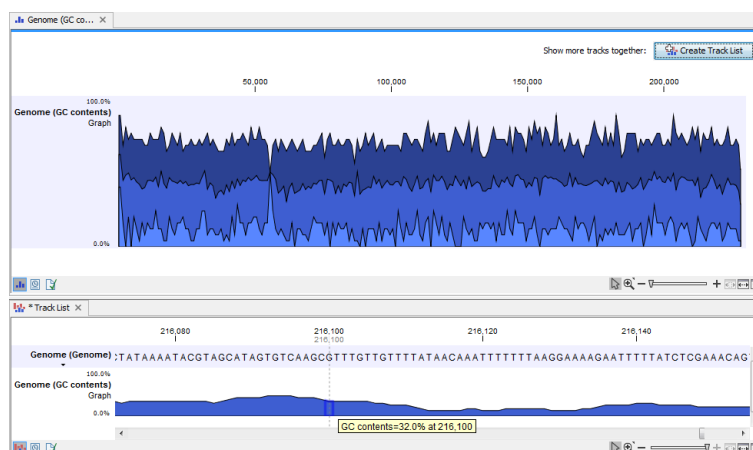 Genome (GC co...
Show more tracks together: Create Track List
50,000 100,000 150,000 200,000
100.0%
Genome (GC contents)
Graph
0.0%
* Track List
216,080 216,100 216,120 216,140
216,100
Genome (Genome) CTATAAAATACGTAGCATAGTGTCAAGCGTTTGTTGTTTTATAACAAATTTTTTTAAGGAAAAGAATTTTTATCTCGAAACAG
100.0%
Genome (GC contents)
Graph
0.0%
GC contents=32.0% at 216,100